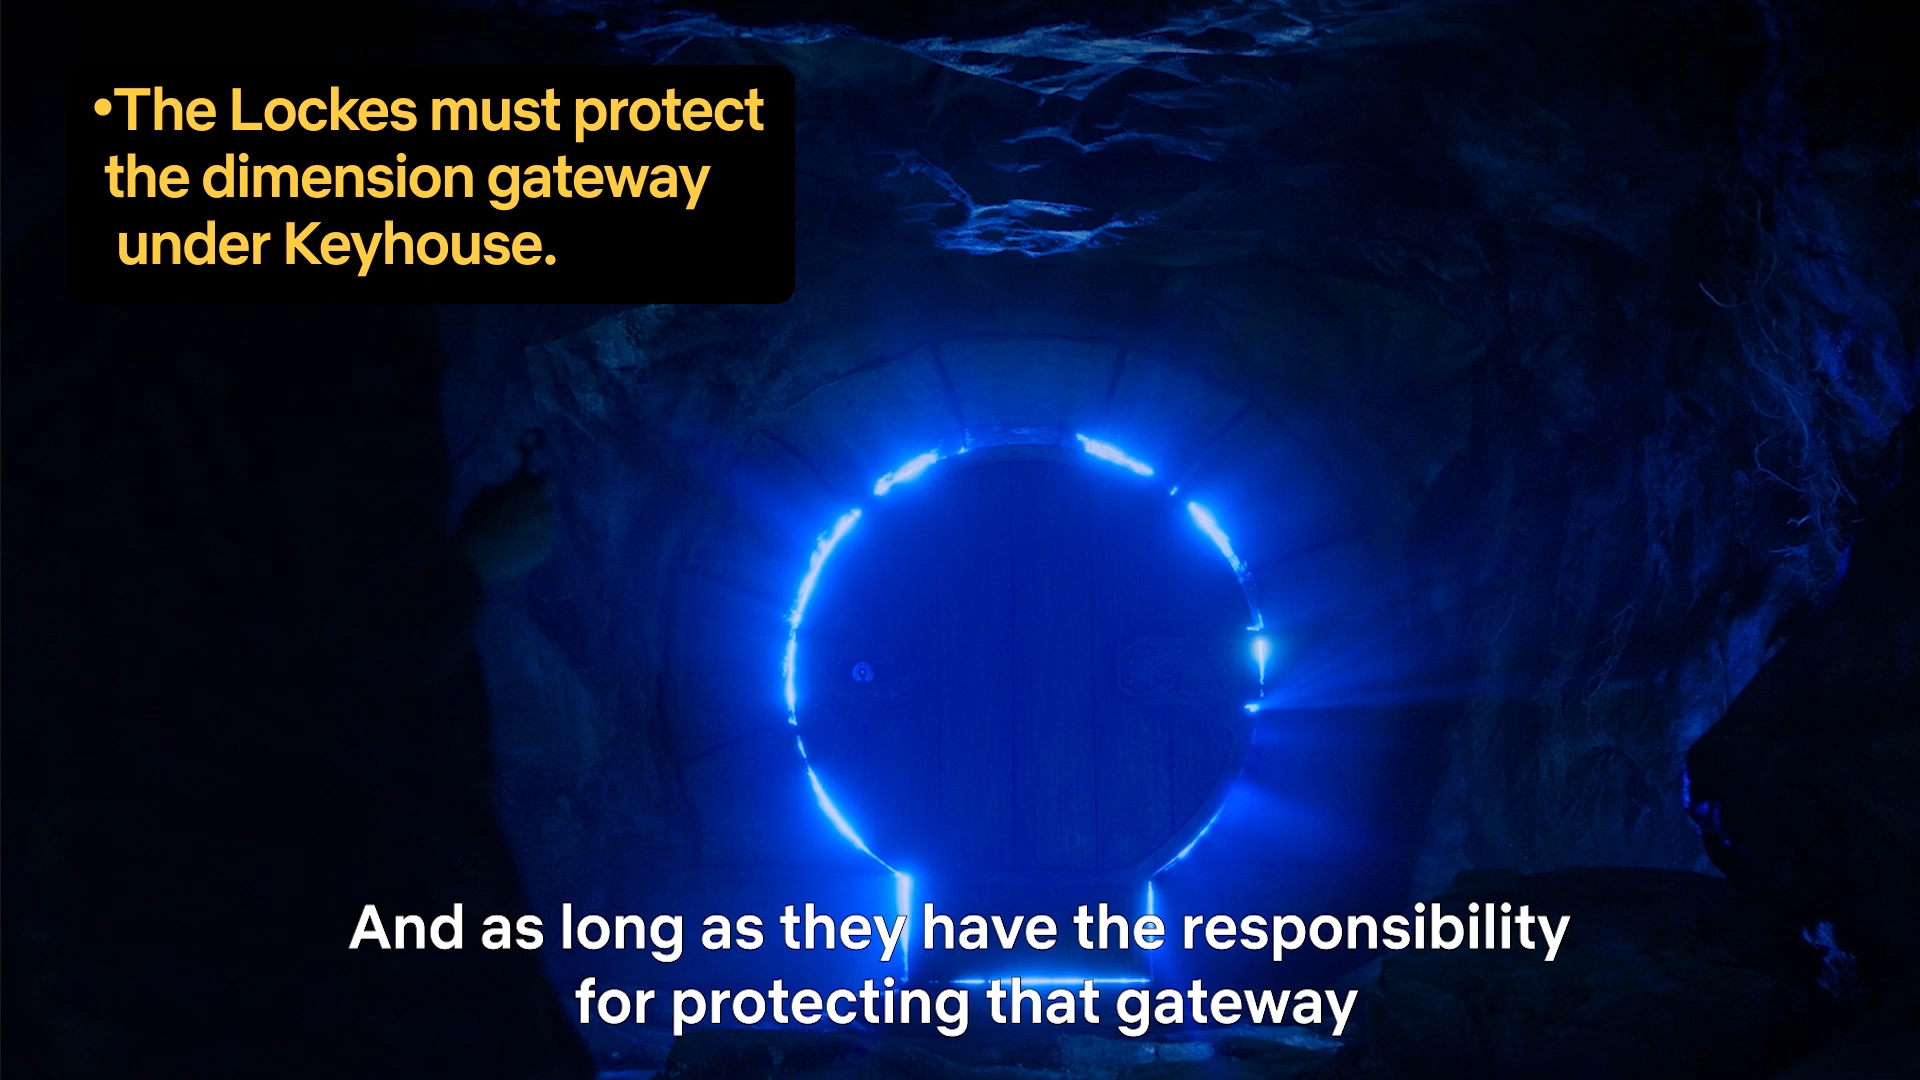 •The Lockes must protect
the dimension gateway
under Keyhouse.
And as long as they have the responsibility
for protecting that gateway